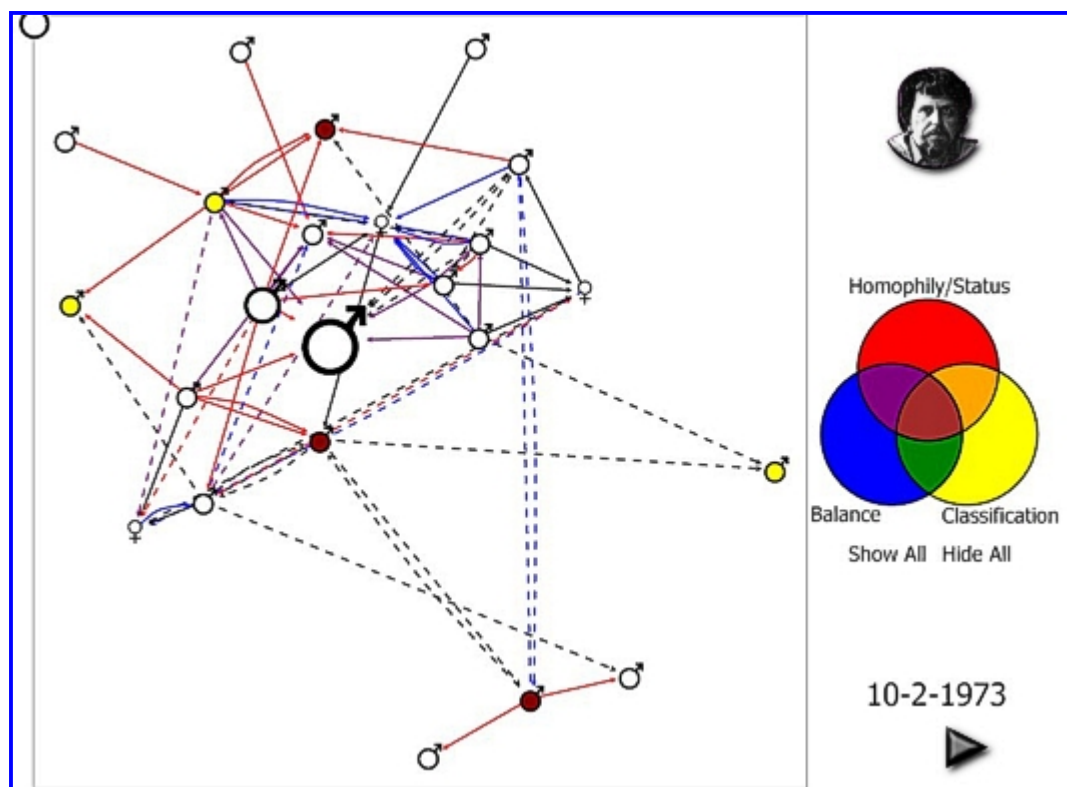 Homophily/Status
Balance
Classification
Show All
Hide All
10-2-1973